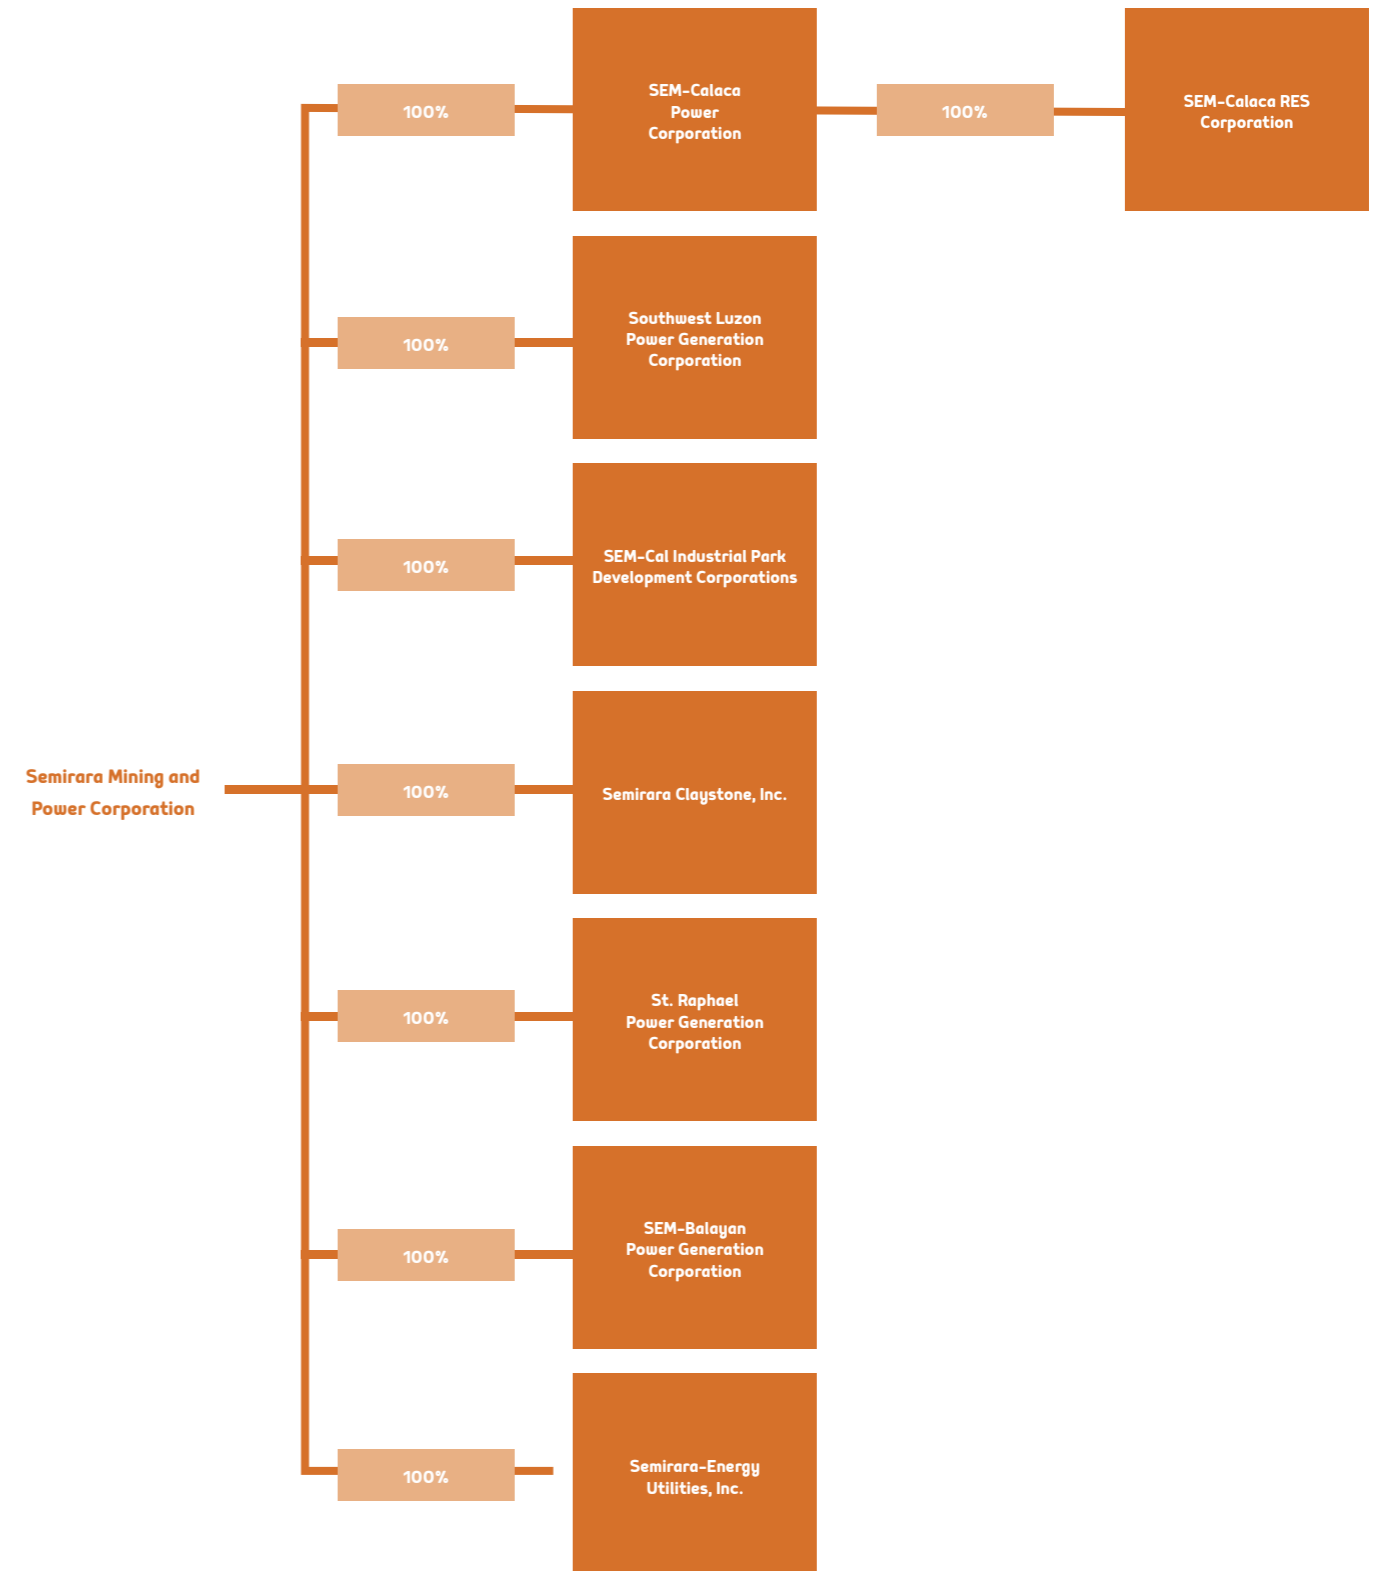 Semirara Mining and
Power Corporation
100%
SEM-Calaca
Power
Corporation
100%
SEM-Calaca RES
Corporation
100%
Southwest Luzon
Power Generation
Corporation
100%
SEM-Cal Industrial Park
Development Corporations
100%
Semirara Claystone, Inc.
100%
St. Raphael
Power Generation
Corporation
100%
SEM-Balayan
Power Generation
Corporation
100%
Semirara-Energy
Utilities, Inc.